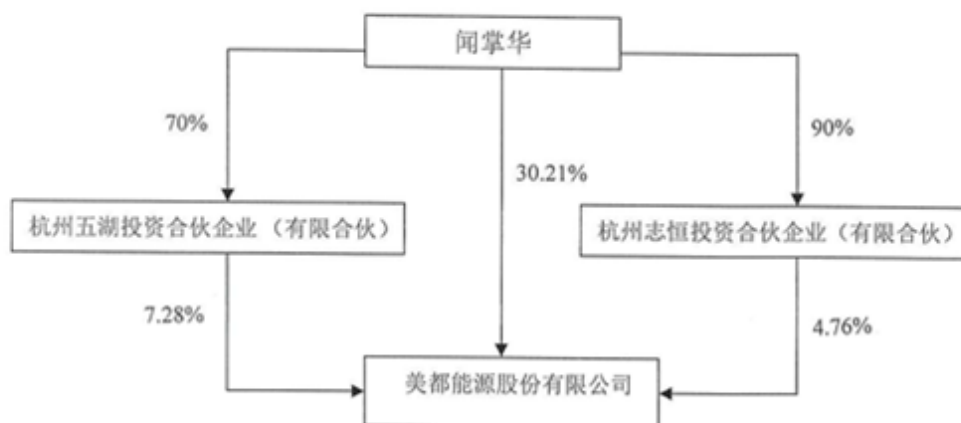 闻掌华
70%
30.21%
90%
杭州五湖投资合伙企业（有限合伙）
杭州志恒投资合伙企业（有限合伙）
7.28%
4.76%
美都能源股份有限公司